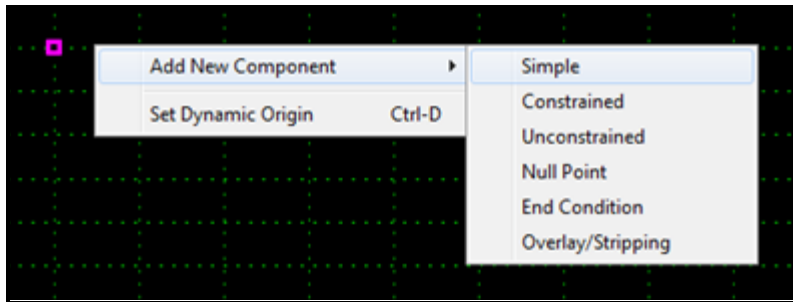 Add New Component
Set Dynamic Origin Ctrl-D
Simple
Constrained
Unconstrained
Null Point
End Condition
Overlay/Stripping